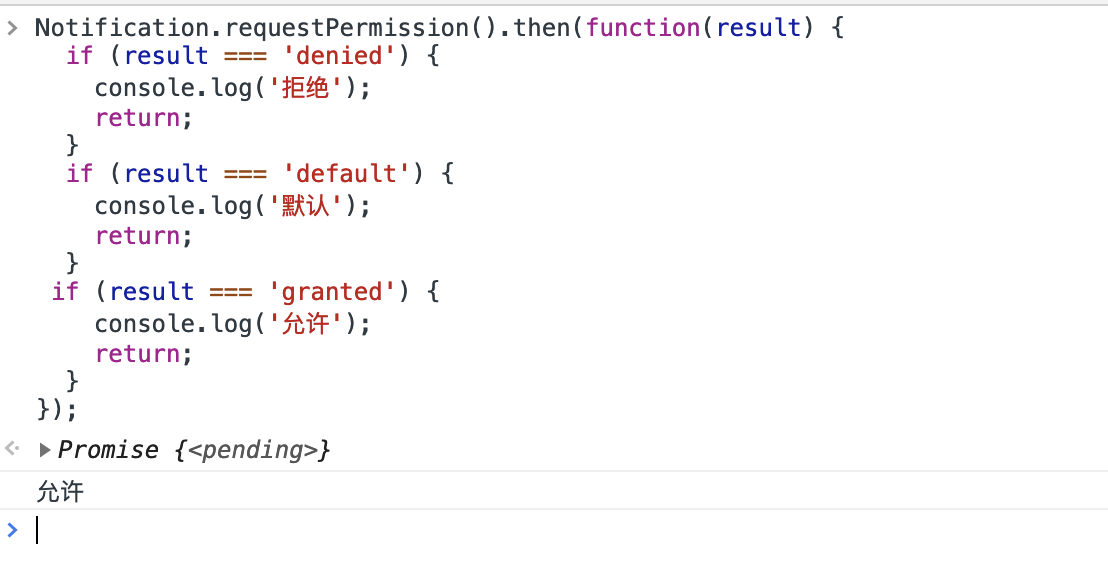 > Notification.requestPermission().then(function(result) {
if (result === 'denied') {
console.log('拒绝');
return;
}
if (result === 'default') {
console.log('默认');
return;
}
if (result === 'granted') {
console.log('允许');
return;
}
});
Promise {<pending>}
允许
>